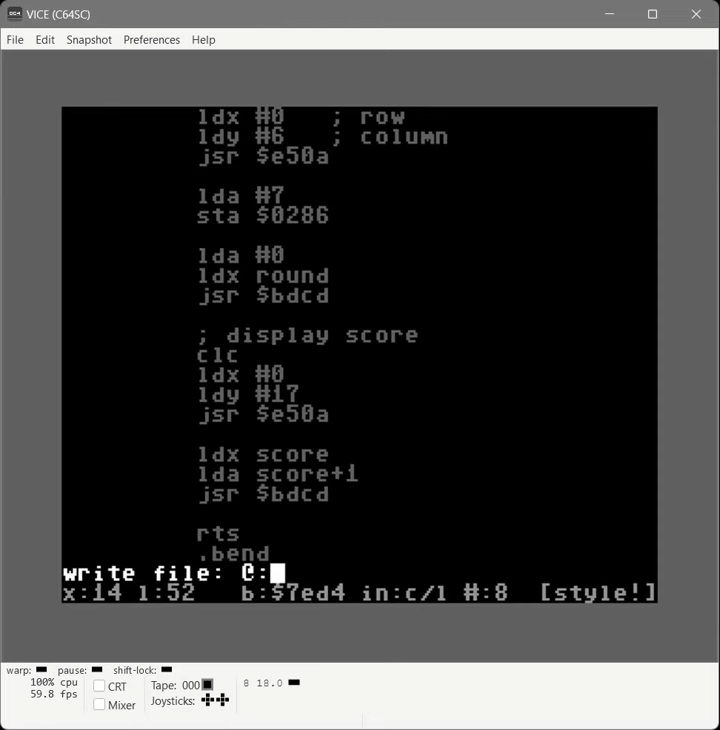 VICE (C64SC)
File Edit Snapshot Preferences Help
ldx #0 ; row
ldy #6 ; column
jsr $e50a
lda #7
sta $0286
lda #0
ldx round
jsr $bdcd
; display score
clc
ldx #0
ldy #17
jsr $e50a
ldx score
lda score+1
jsr $bdcd
rts
.bend
write file: @:
x:14 l:52 b:$7ed4 in:c/l #:8 [style!]
warp: pause: shift-lock:
100% cpu
59.8 fps
CRT
Mixer
Tape: 000
Joysticks:
8 18.0